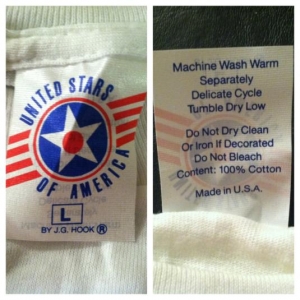 UNITED STARS
OF AMERICA
L
BY J.G. HOOK ®
Machine Wash Warm
Separately
Delicate Cycle
Tumble Dry Low
Do Not Dry Clean
Or Iron If Decorated
Do Not Bleach
Content: 100% Cotton
Made in U.S.A.